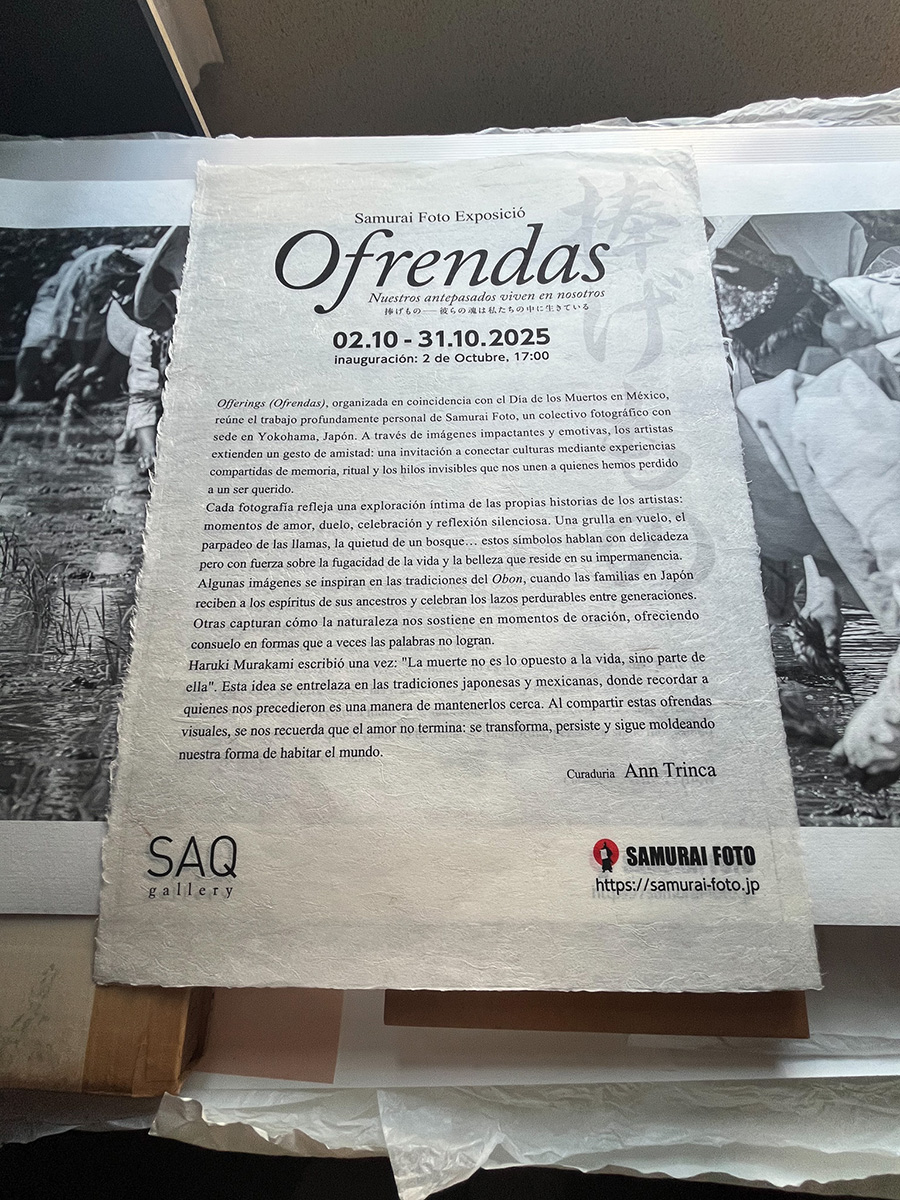 捧げもの
Samurai Foto Exposició
Ofrendas
Nuestros antepasados viven en nosotros
捧げもの——彼らの魂は私たちの中に生きている
02.10 - 31.10.2025
inauguración: 2 de Octubre, 17:00
Offerings (Ofrendas), organizada en coincidencia con el Día de los Muertos en México,
reúne el trabajo profundamente personal de Samurai Foto, un colectivo fotográfico con
sede en Yokohama, Japón. A través de imágenes impactantes y emotivas, los artistas
extienden un gesto de amistad: una invitación a conectar culturas mediante experiencias
compartidas de memoria, ritual y los hilos invisibles que nos unen a quienes hemos perdido
a un ser querido.
Cada fotografía refleja una exploración íntima de las propias historias de los artistas:
momentos de amor, duelo, celebración y reflexión silenciosa. Una grulla en vuelo, el
parpadeo de las llamas, la quietud de un bosque… estos símbolos hablan con delicadeza
pero con fuerza sobre la fugacidad de la vida y la belleza que reside en su impermanencia.
Algunas imágenes se inspiran en las tradiciones del Obon, cuando las familias en Japón
reciben a los espíritus de sus ancestros y celebran los lazos perdurables entre generaciones.
Otras capturan cómo la naturaleza nos sostiene en momentos de oración, ofreciendo
consuelo en formas que a veces las palabras no logran.
Haruki Murakami escribió una vez: "La muerte no es lo opuesto a la vida, sino parte de
ella". Esta idea se entrelaza en las tradiciones japonesas y mexicanas, donde recordar a
quienes nos precedieron es una manera de mantenerlos cerca. Al compartir estas ofrendas
visuales, se nos recuerda que el amor no termina: se transforma, persiste y sigue moldeando
nuestra forma de habitar el mundo.
Curaduria Ann Trinca
SAQ
gallery
SAMURAI FOTO
https://samurai-foto.jp